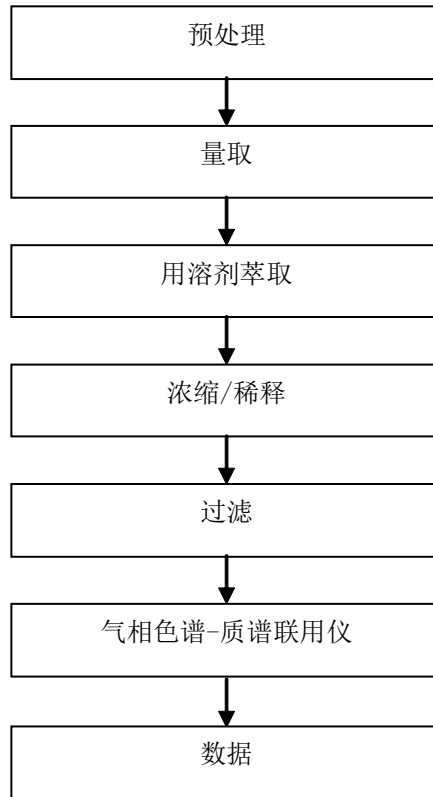 预处理
量取
用溶剂萃取
浓缩/稀释
过滤
气相色谱-质谱联用仪
数据